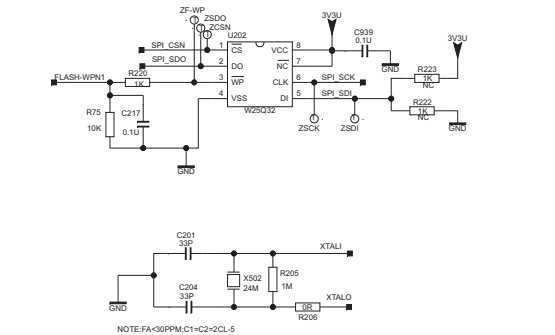 ZF-WP
ZSDO
ZCSN
U202
3V3U
C939
0.1U
3V3U
SPI_CSN
1
CS
VCC
8
SPI_SDO
2
DO
NC
7
GND
R223
1K
NC
FLASH-WPN1
R220
1K
3
WP
CLK
6
SPI_SCK
4
VSS
DI
5
SPI_SDI
R222
1K
NC
GND
W25Q32
R75
10K
C217
0.1U
ZSCK
ZSDI
GND
C201
33P
XTALI
X502
24M
R205
1M
C204
33P
GND
0R
R206
XTALO
NOTE:FA<30PPM;C1=C2=2CL-5